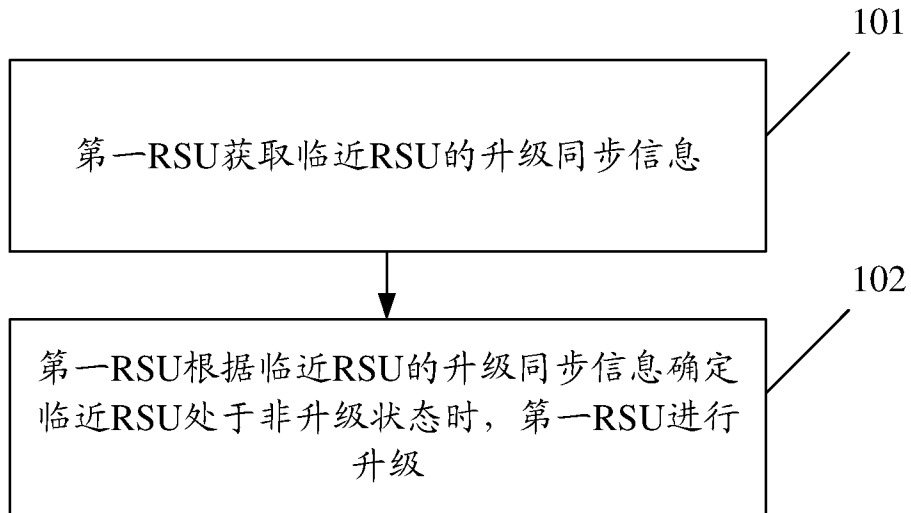 101
第一RSU获取临近RSU的升级同步信息
102
第一RSU根据临近RSU的升级同步信息确定
临近RSU处于非升级状态时，第一RSU进行
升级